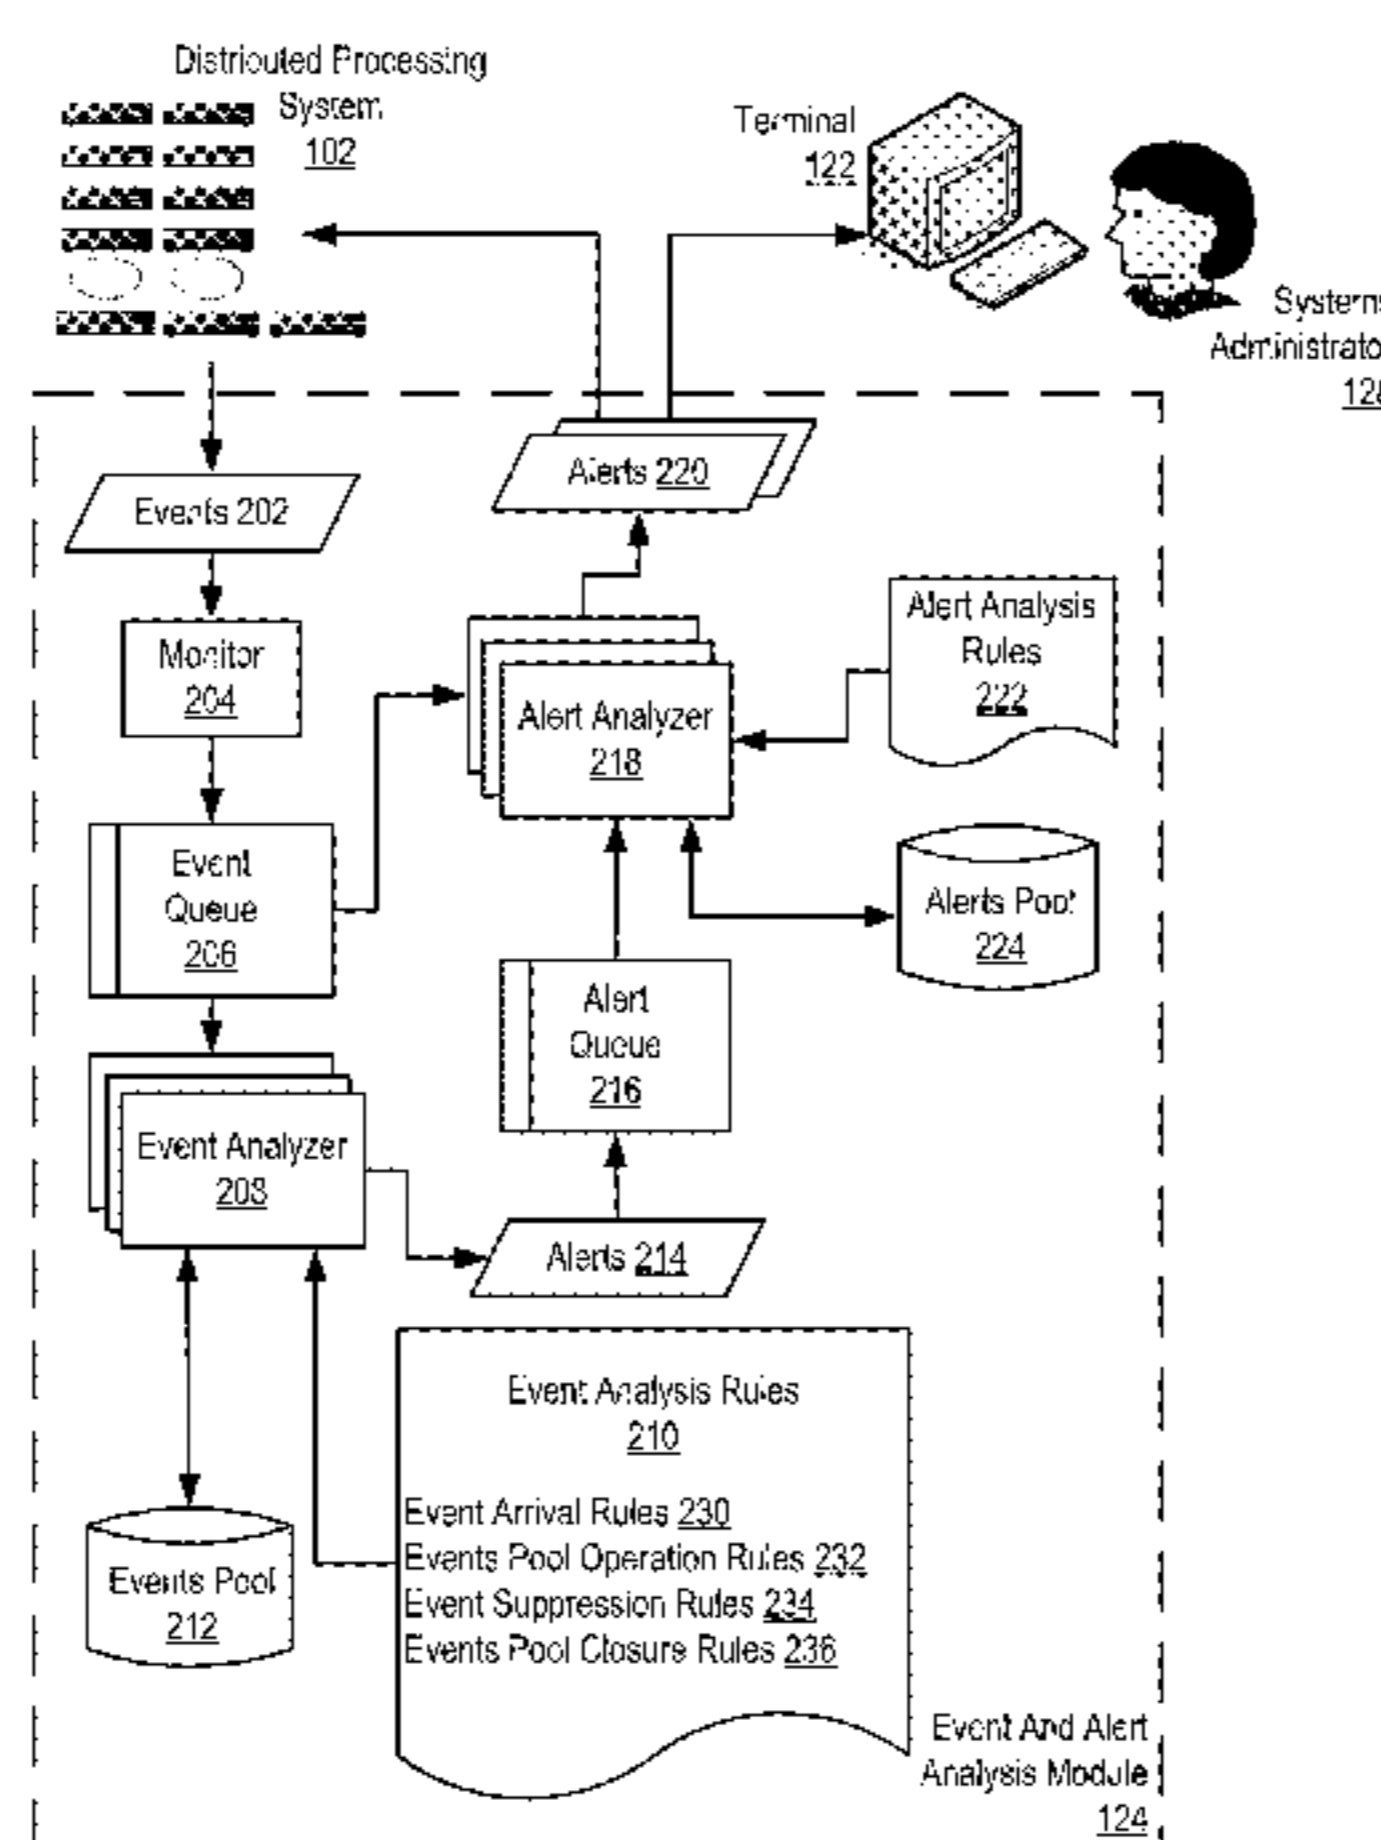 Distributed Processing
System
102
Terminal
122
Systems
Administrato
128
Alerts 220
Events 202
Monitor
204
Alert Analysis
Rules
222
Alert Analyzer
218
Event
Queue
206
Alerts Pool
224
Alert
Queue
216
Event Analyzer
208
Alerts 214
Event Analysis Rules
210
Event Arrival Rules 230
Events Pool Operation Rules 232
Event Suppression Rules 234
Events Pool Closure Rules 236
Events Pool
212
Event And Alert
Analysis Module
124